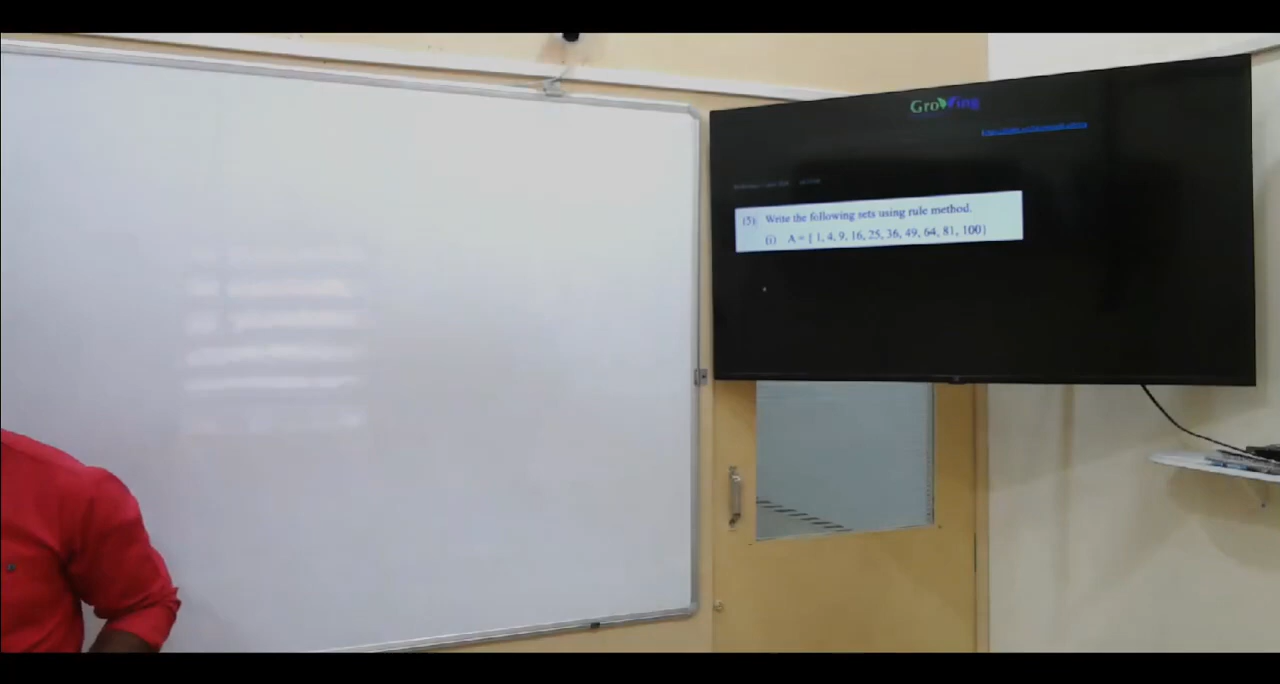 Growing
(5) Write the following sets using rule method.
(i) A = { 1, 4, 9, 16, 25, 36, 49, 64, 81, 100}